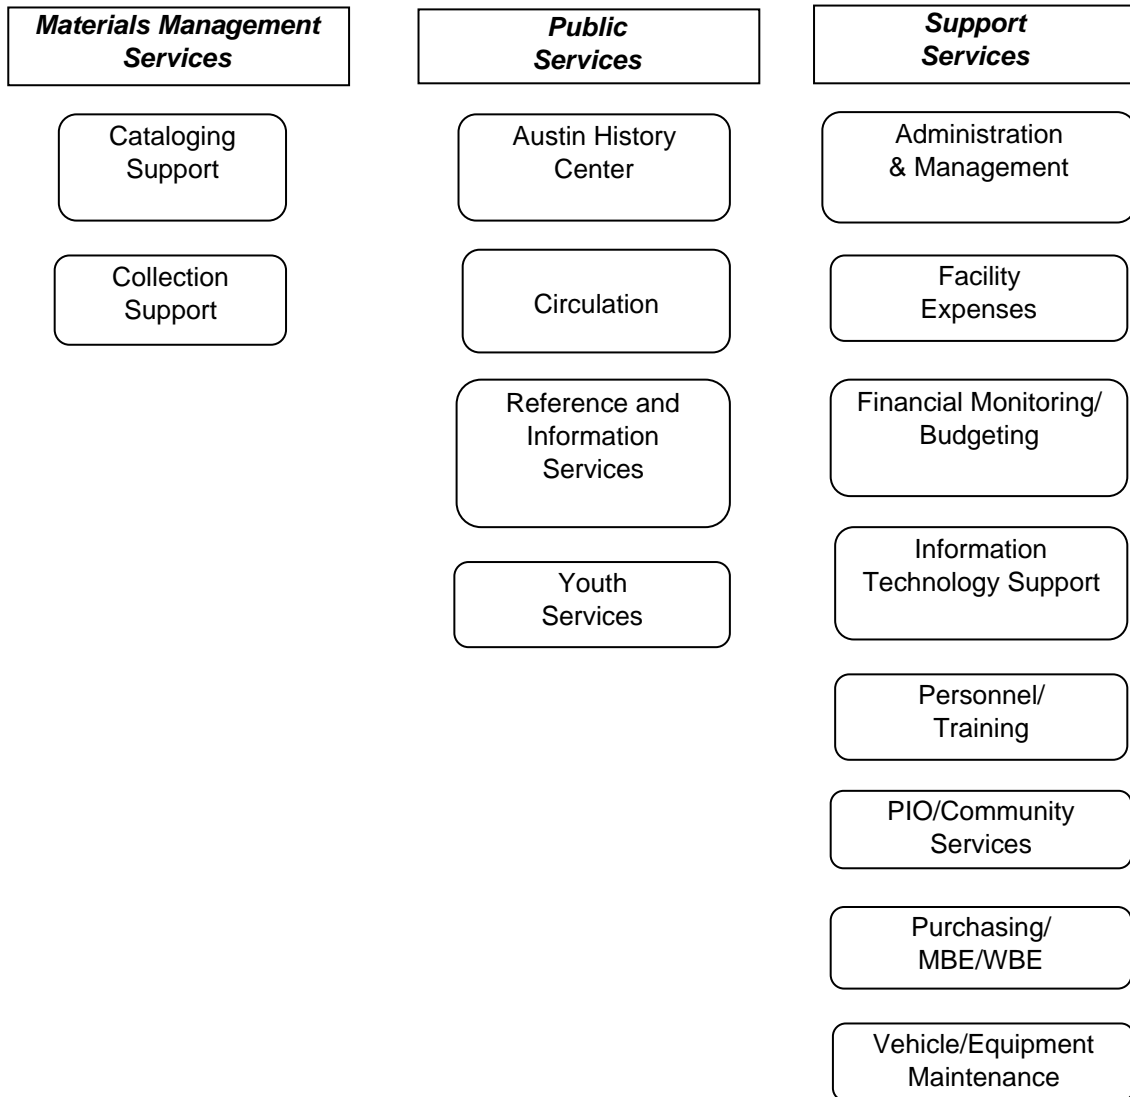 Materials Management
Services
Cataloging
Support
Collection
Support
Public
Services
Austin History
Center
Circulation
Reference and
Information
Services
Youth
Services
Support
Services
Administration
& Management
Facility
Expenses
Financial Monitoring/
Budgeting
Information
Technology Support
Personnel/
Training
PIO/Community
Services
Purchasing/
MBE/WBE
Vehicle/Equipment
Maintenance